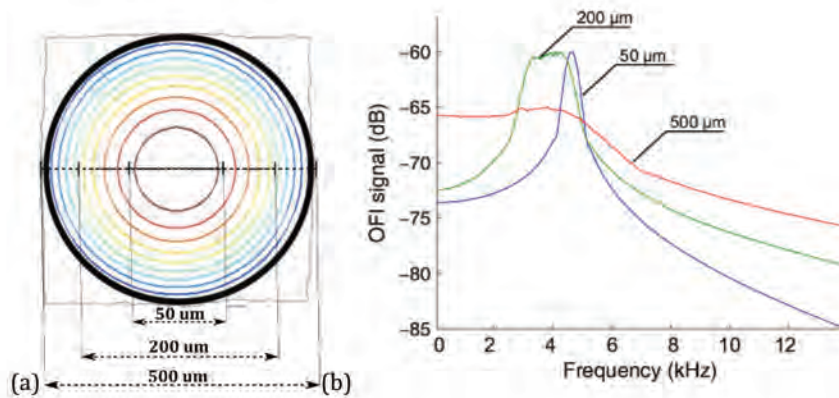 50 um
200 um
500 um
(a)
(b)
OFI signal (dB)
−60
−65
−70
−75
−80
−85
0
2
4
6
8
10
12
Frequency (kHz)
200 µm
50 µm
500 µm